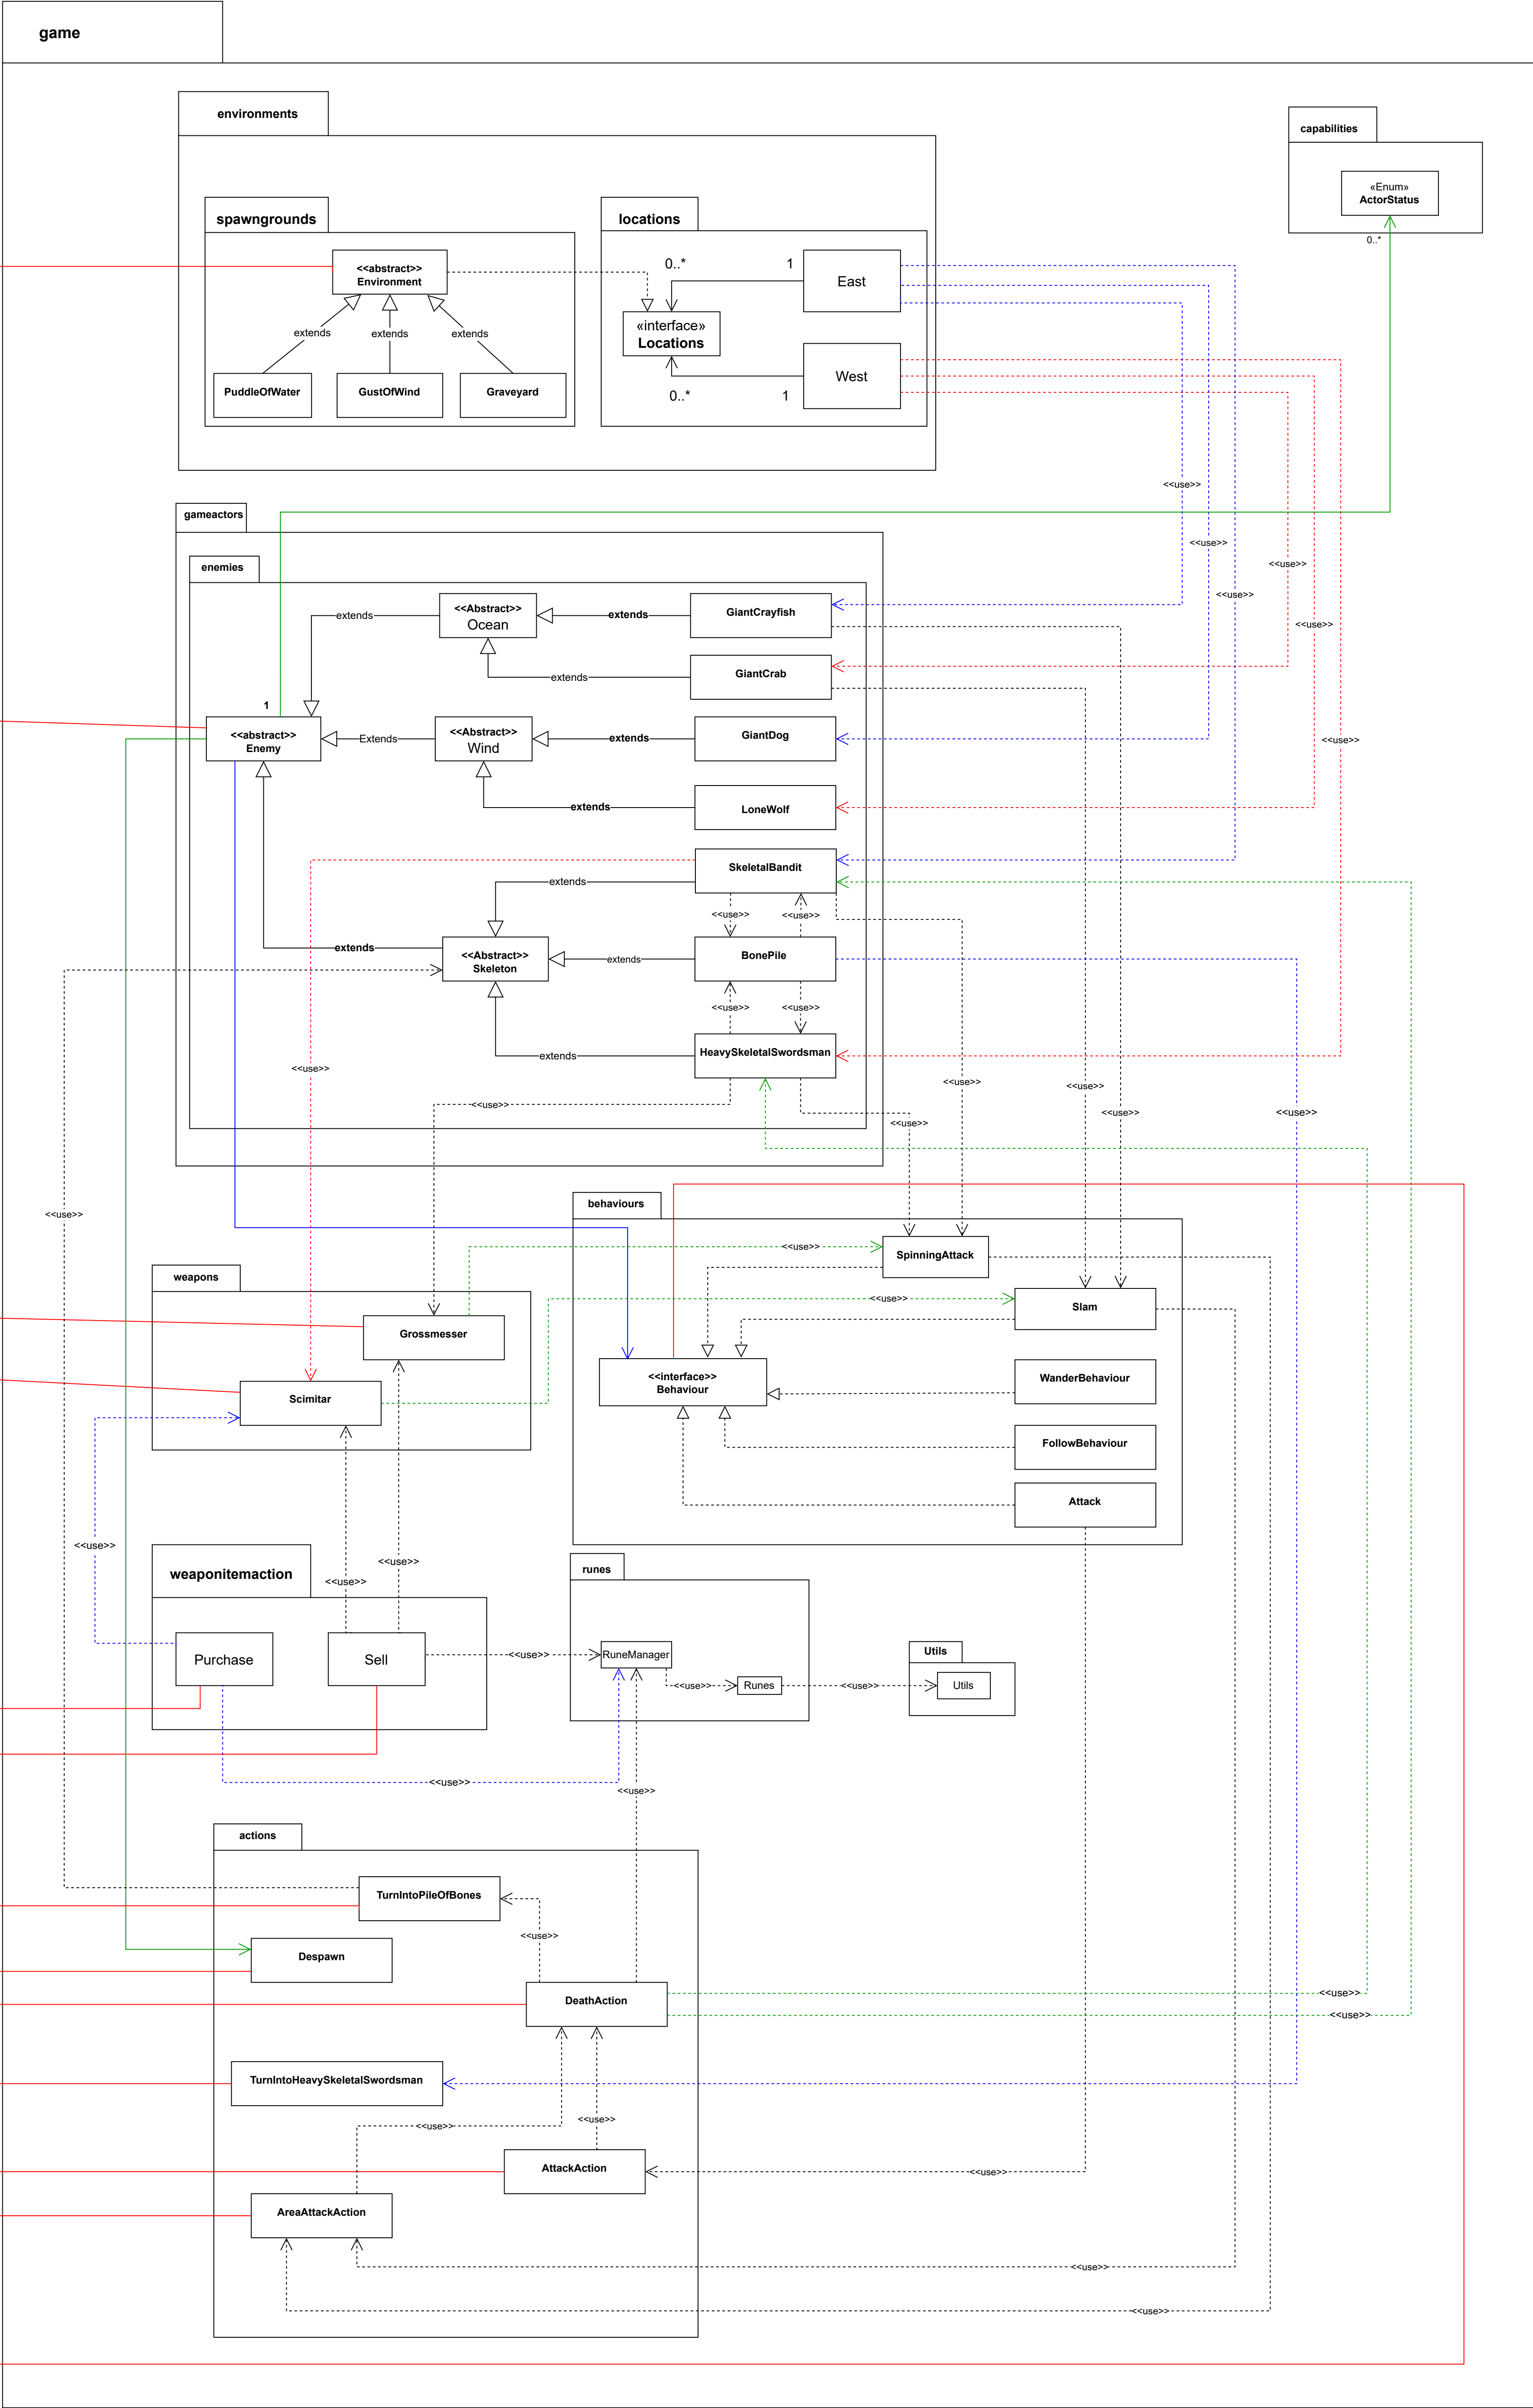 game
environments
capabilities
«Enum»
ActorStatus
0..*
spawngrounds
<<abstract>>
Environment
extends
extends
extends
PuddleOfWater
GustOfWind
Graveyard
locations
0..*
1
East
«interface»
Locations
West
0..*
1
<<use>>
<<use>>
<<use>>
<<use>>
<<use>>
<<use>>
gameactors
enemies
<<Abstract>>
Ocean
extends
extends
GiantCrayfish
extends
GiantCrab
1
<<abstract>>
Enemy
Extends
<<Abstract>>
Wind
extends
GiantDog
extends
LoneWolf
SkeletalBandit
extends
<<use>>
<<use>>
extends
<<Abstract>>
Skeleton
extends
BonePile
<<use>>
<<use>>
extends
HeavySkeletalSwordsman
<<use>>
<<use>>
<<use>>
<<use>>
<<use>>
<<use>>
<<use>>
<<use>>
behaviours
<<use>>
SpinningAttack
<<use>>
Slam
<<interface>>
Behaviour
WanderBehaviour
FollowBehaviour
Attack
<<use>>
weapons
Grossmesser
Scimitar
<<use>>
<<use>>
<<use>>
weaponitemaction
Purchase
Sell
<<use>>
runes
RuneManager
<<use>>
Runes
<<use>>
Utils
Utils
<<use>>
<<use>>
actions
TurnIntoPileOfBones
<<use>>
Despawn
DeathAction
<<use>>
<<use>>
TurnIntoHeavySkeletalSwordsman
<<use>>
<<use>>
AttackAction
<<use>>
AreaAttackAction
<<use>>
<<use>>